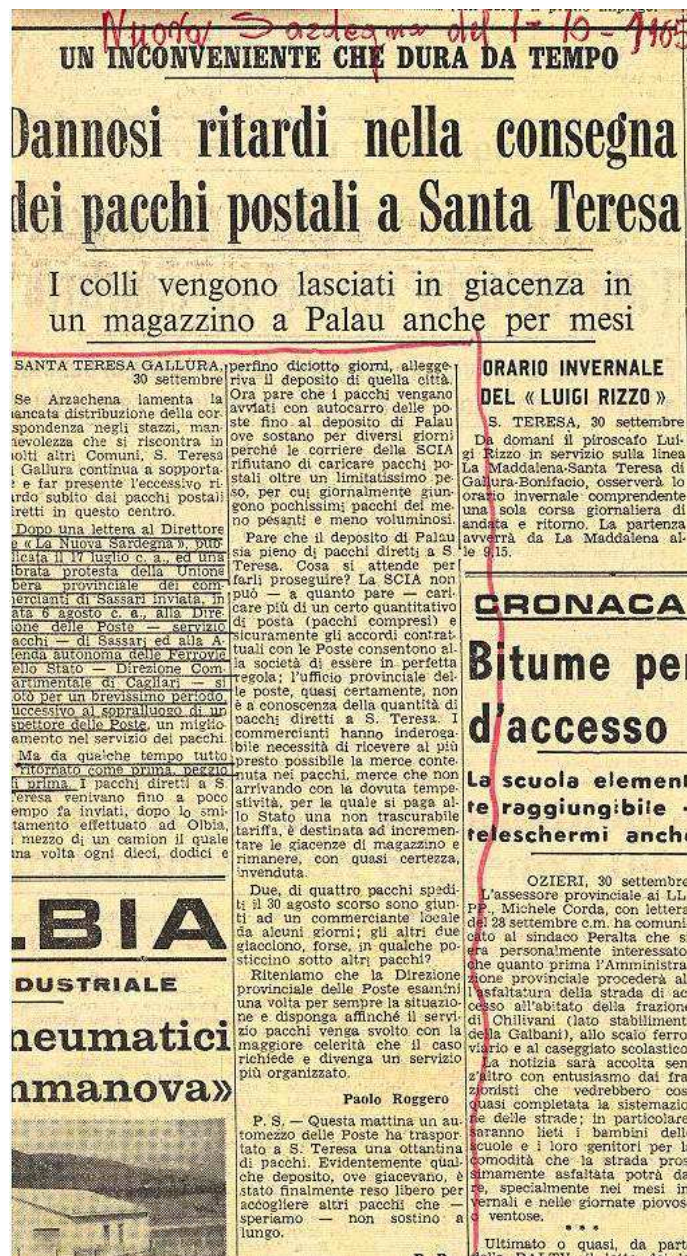 Nuova Sardegna del 1- 10- 1965
UN INCONVENIENTE CHE DURA DA TEMPO
Dannosi ritardi nella consegna
dei pacchi postali a Santa Teresa
I colli vengono lasciati in giacenza in
un magazzino a Palau anche per mesi
SANTA TERESA GALLURA,
30 settembre
Se Arzachena lamenta la
mancata distribuzione della cor-
spondenza negli stazzi, man-
hevolezza che si riscontra in
olti altri Comuni, S. Teresa
i Gallura continua a sopporta-
e e far presente l'eccessivo ri-
ardo subito dai pacchi postali
iretti in questo centro.
Dopo una lettera al Direttore
e « La Nuova Sardegna », pub-
licata il 17 luglio c. a., ed una
ibrata protesta della Unione
bera provinciale dei com-
ercianti di Sassari inviata, in
ata 6 agosto c. a., alla Dire-
ione delle Poste — servizio
acchi — di Sassari ed alla A-
ienda autonoma delle Ferrovie
ello Stato — Direzione Com-
artimentale di Cagliari — si
otò per un brevissimo periodo
uccessivo al sopralluogo di un
spettore delle Poste, un miglio-
amento nel servizio dei pacchi.
Ma da qualche tempo tutto
ritornato come prima, peggio
i prima. I pacchi diretti a S.
eresa venivano fino a poco
empo fa inviati, dopo lo smi-
tamento effettuato ad Olbia,
mezzo di un camion il quale
una volta ogni dieci, dodici e
perfino diciotto giorni, allegge-
riva il deposito di quella città.
Ora pare che i pacchi vengano
avviati con autocarro delle po-
ste fino al deposito di Palau
ove sostano per diversi giorni
perché le corriere della SCIA
rifiutano di caricare pacchi po-
stali oltre un limitatissimo pe-
so, per cui giornalmente giun-
gono pochissimi pacchi dei me-
no pesanti e meno voluminosi.
Pare che il deposito di Palau
sia pieno di pacchi diretti a S.
Teresa. Cosa si attende per
farli proseguire? La SCIA non
può — a quanto pare — cari-
care più di un certo quantitativo
di posta (pacchi compresi) e
sicuramente gli accordi contrat-
tuali con le Poste consentono al-
la società di essere in perfetta
regola; l'ufficio provinciale del-
le poste, quasi certamente, non
è a conoscenza della quantità di
pacchi diretti a S. Teresa. I
commercianti hanno inderoga-
bile necessità di ricevere al più
presto possibile la merce conte-
nuta nei pacchi, merce che non
arrivando con la dovuta tempe-
stività, per la quale si paga al-
lo Stato una non trascurabile
tariffa, è destinata ad incremen-
tare le giacenze di magazzino e
rimanere, con quasi certezza,
invenduta.
Due, di quattro pacchi spedi-
ti il 30 agosto scorso sono giun-
ti ad un commerciante locale
da alcuni giorni; gli altri due
giacciono, forse, in qualche po-
sticcino sotto altri pacchi?
Riteniamo che la Direzione
provinciale delle Poste esamini
una volta per sempre la situazio-
ne e disponga affinché il servi-
zio pacchi venga svolto con la
maggiore celerità che il caso
richiede e divenga un servizio
più organizzato.
Paolo Roggero
P. S. — Questa mattina un au-
tomezzo delle Poste ha traspor-
tato a S. Teresa una ottantina
di pacchi. Evidentemente qual-
che deposito, ove giacevano, è
stato finalmente reso libero per
accogliere altri pacchi che —
speriamo — non sostino a
lungo.
LBIA
DUSTRIALE
neumatici
mmanova»
ORARIO INVERNALE
DEL « LUIGI RIZZO »
S. TERESA, 30 settembre
Da domani il piroscafo Lui-
gi Rizzo in servizio sulla linea
La Maddalena-Santa Teresa di
Gallura-Bonifacio, osserverà lo
orario invernale comprendente
una sola corsa giornaliera di
andata e ritorno. La partenza
avverrà da La Maddalena al-
le 9,15.
CRONACA
Bitume per
d'accesso
La scuola element
te raggiungibile -
teleschermi anche
OZIERI, 30 settembre
L'assessore provinciale ai LL
PP., Michele Corda, con lettera
del 28 settembre c.m. ha comuni
cato al sindaco Peralta che si
era personalmente interessato
che quanto prima l'Amministra
zione provinciale procederà al
l'asfaltatura della strada di ac
cesso all'abitato della frazione
di Chilivani (lato stabiliment
della Galbani), allo scalo ferro
viario e al caseggiato scolastico
La notizia sarà accolta sen
z'altro con entusiasmo dai fra
zionisti che vedrebbero cos
quasi completata la sistemazio
ne delle strade; in particolare
saranno lieti i bambini delle
scuole e i loro genitori per l
comodità che la strada pros
simamente asfaltata potrà da
re, specialmente nei mesi in
vernali e nelle giornate piovos
e ventose.
* * *
Ultimato o quasi, da part